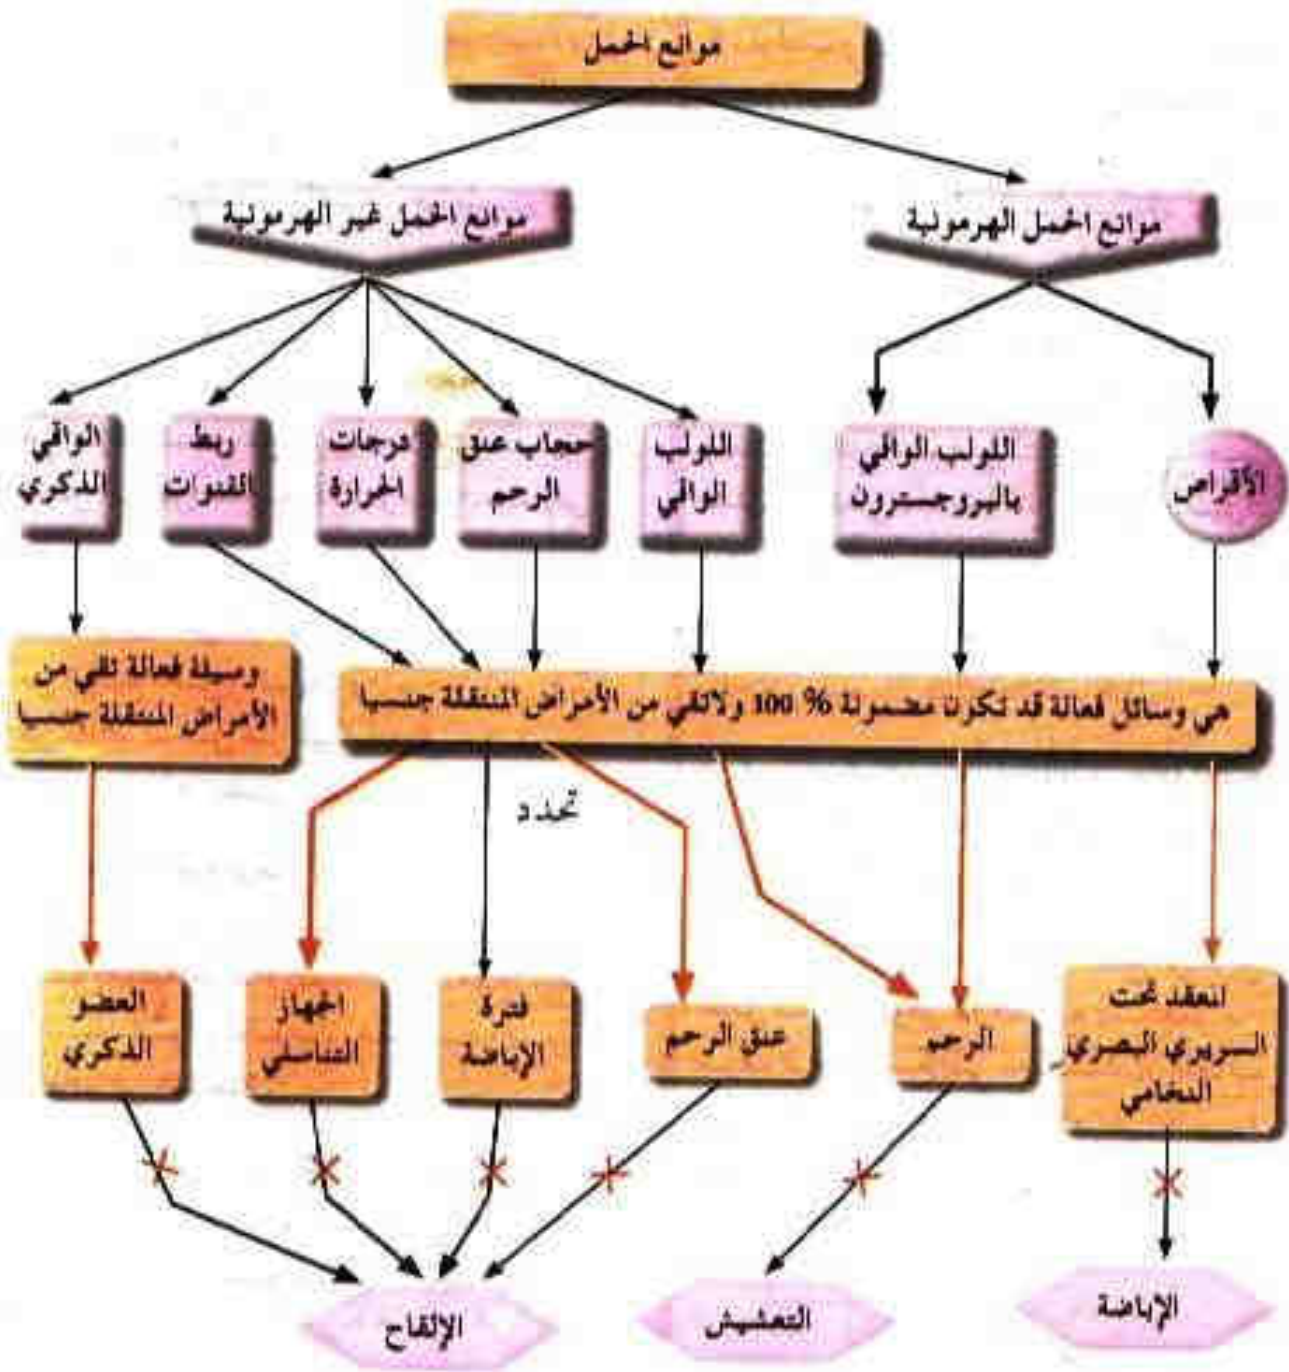 موانع الحمل
موانع الحمل الهرمونية
موانع الحمل غير الهرمونية
الأقراص
اللولب الواقي
بالبروجسترون
اللولب
الواقي
حجاب عنق
الرحم
درجات
الحرارة
ربط
القنوات
الواقي
الذكري
هي وسائل فعالة قد تكون مضمونة % 100 ولاتقي من الأمراض المنتقلة جنسيا
وسيلة فعالة تقي من
الأمراض المنتقلة جنسيا
تحدد
المعقد تحت
السريري البصري
النخامي
الرحم
عنق الرحم
فترة
الإباضة
الجهاز
التناسلي
العضو
الذكري
الإباضة
التعشيش
الإلقاح